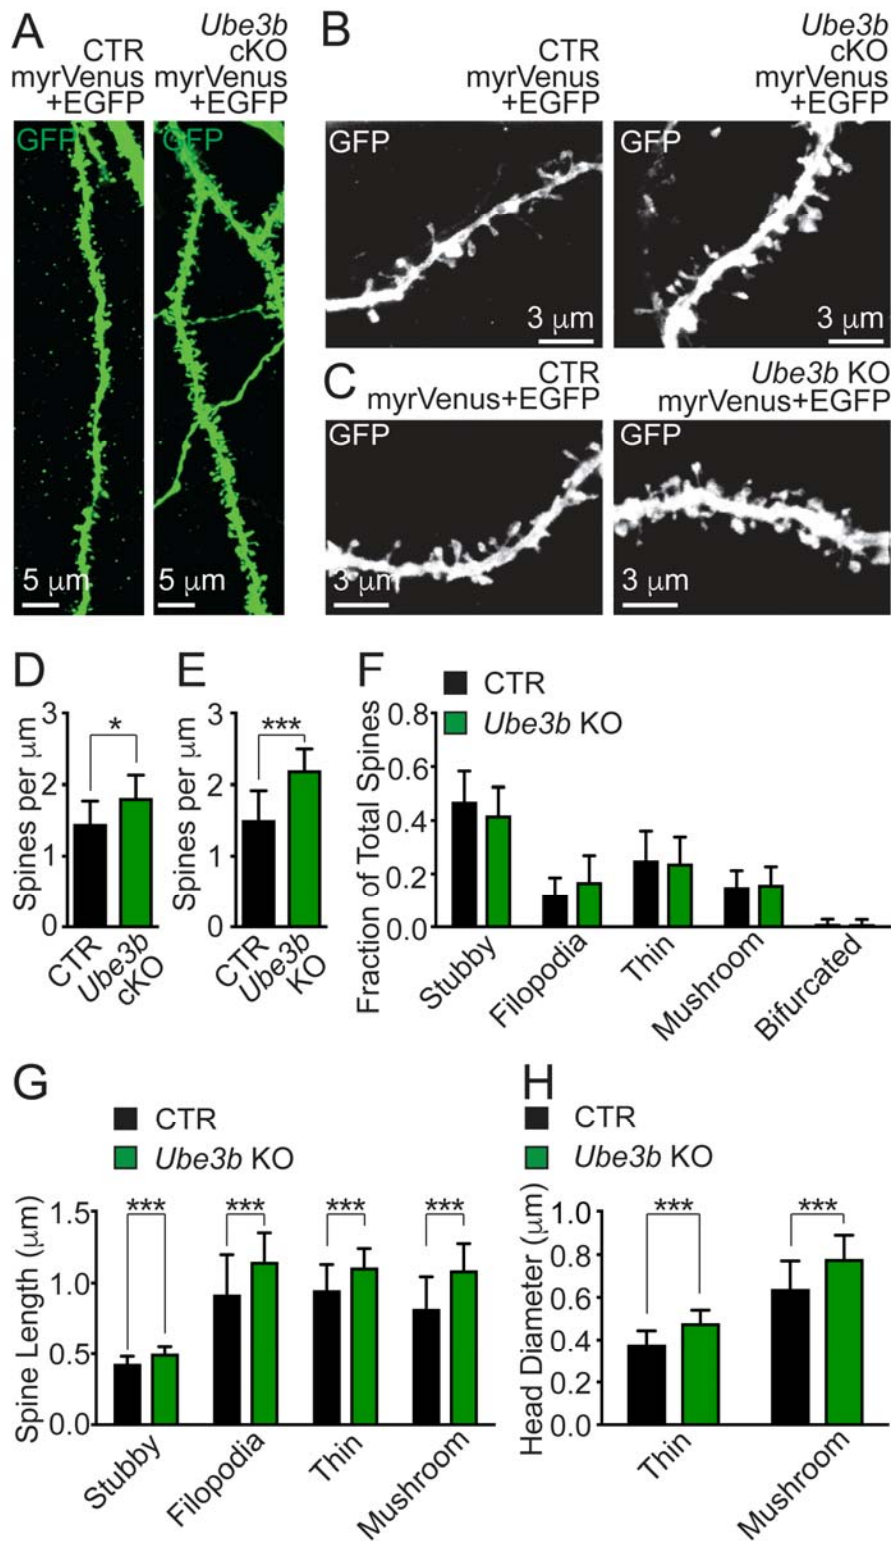 A
CTR
myrVenus
+EGFP
Ube3b
cKO
myrVenus
+EGFP
GFP
GFP
5 μm
5 μm
B
CTR
myrVenus
+EGFP
Ube3b
cKO
myrVenus
+EGFP
GFP
GFP
3 μm
3 μm
C
CTR
myrVenus+EGFP
Ube3b KO
myrVenus+EGFP
GFP
GFP
3 μm
3 μm
D
Spines per μm
3
2
1
0
*
CTR
Ube3b
cKO
E
Spines per μm
3
2
1
0
***
CTR
Ube3b
KO
F
CTR
Ube3b KO
Fraction of Total Spines
0.8
0.6
0.4
0.2
0.0
Stubby
Filopodia
Thin
Mushroom
Bifurcated
G
CTR
Ube3b KO
Spine Length (μm)
1.5
1.0
0.5
0.0
*** *** *** ***
Stubby
Filopodia
Thin
Mushroom
H
CTR
Ube3b KO
Head Diameter (μm)
1.0
0.8
0.6
0.4
0.2
0.0
*** ***
Thin
Mushroom